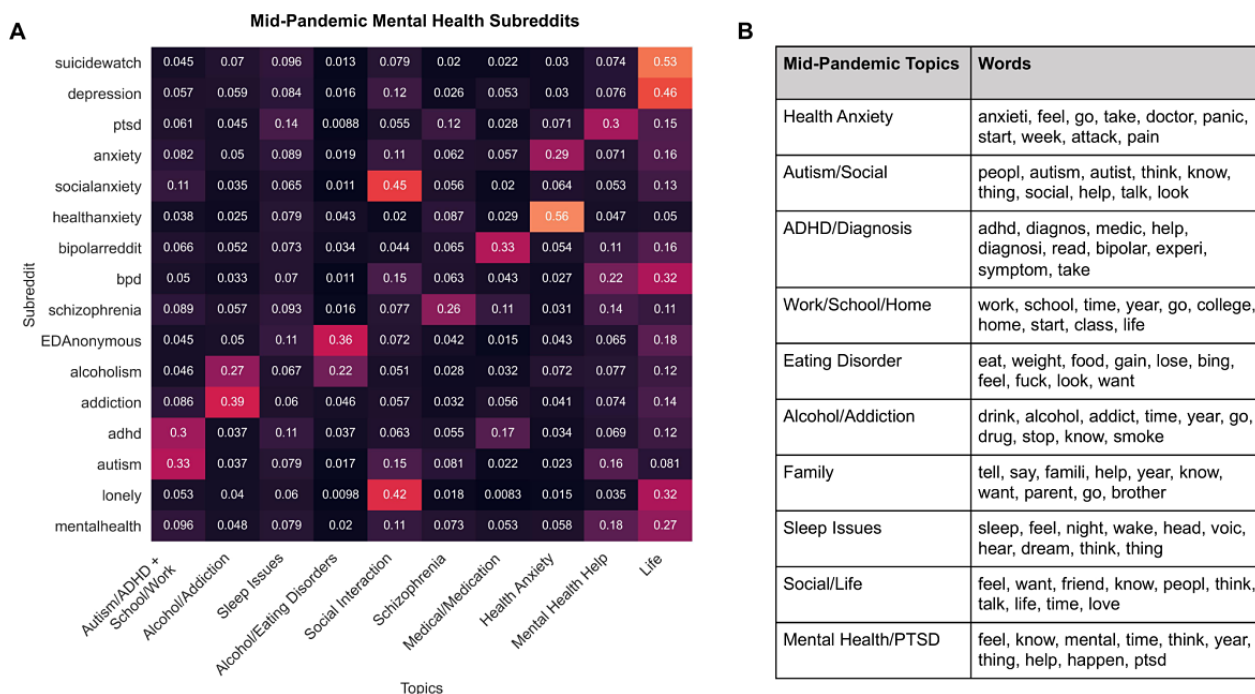 A
Mid-Pandemic Mental Health Subreddits
Subreddit
suicidewatch 0.045 0.07 0.096 0.013 0.079 0.02 0.022 0.03 0.074 0.53
depression 0.057 0.059 0.084 0.016 0.12 0.026 0.053 0.03 0.076 0.46
ptsd 0.061 0.045 0.14 0.0088 0.055 0.12 0.028 0.071 0.3 0.15
anxiety 0.082 0.05 0.089 0.019 0.11 0.062 0.057 0.29 0.071 0.16
socialanxiety 0.11 0.035 0.065 0.011 0.45 0.056 0.02 0.064 0.053 0.13
healthanxiety 0.038 0.025 0.079 0.043 0.02 0.087 0.029 0.56 0.047 0.05
bipolarreddit 0.066 0.052 0.073 0.034 0.044 0.065 0.33 0.054 0.11 0.16
bpd 0.05 0.033 0.07 0.011 0.15 0.063 0.043 0.027 0.22 0.32
schizophrenia 0.089 0.057 0.093 0.016 0.077 0.26 0.11 0.031 0.14 0.11
EDAnonymous 0.045 0.05 0.11 0.36 0.072 0.042 0.015 0.043 0.065 0.18
alcoholism 0.046 0.27 0.067 0.22 0.051 0.028 0.032 0.072 0.077 0.12
addiction 0.086 0.39 0.06 0.046 0.057 0.032 0.056 0.041 0.074 0.14
adhd 0.3 0.037 0.11 0.037 0.063 0.055 0.17 0.034 0.069 0.12
autism 0.33 0.037 0.079 0.017 0.15 0.081 0.022 0.023 0.16 0.081
lonely 0.053 0.04 0.06 0.0098 0.42 0.018 0.0083 0.015 0.035 0.32
mentalhealth 0.096 0.048 0.079 0.02 0.11 0.073 0.053 0.058 0.18 0.27
Autism/ADHD +
School/Work
Alcohol/Addiction
Sleep Issues
Alcohol/Eating Disorders
Social Interaction
Schizophrenia
Medical/Medication
Health Anxiety
Mental Health Help
Life
Topics
B
Mid-Pandemic Topics Words
Health Anxiety
anxieti, feel, go, take, doctor, panic,
start, week, attack, pain
Autism/Social
peopl, autism, autist, think, know,
thing, social, help, talk, look
ADHD/Diagnosis
adhd, diagnos, medic, help,
diagnosi, read, bipolar, experi,
symptom, take
Work/School/Home
work, school, time, year, go, college,
home, start, class, life
Eating Disorder
eat, weight, food, gain, lose, bing,
feel, fuck, look, want
Alcohol/Addiction
drink, alcohol, addict, time, year, go,
drug, stop, know, smoke
Family
tell, say, famili, help, year, know,
want, parent, go, brother
Sleep Issues
sleep, feel, night, wake, head, voic,
hear, dream, think, thing
Social/Life
feel, want, friend, know, peopl, think,
talk, life, time, love
Mental Health/PTSD
feel, know, mental, time, think, year,
thing, help, happen, ptsd